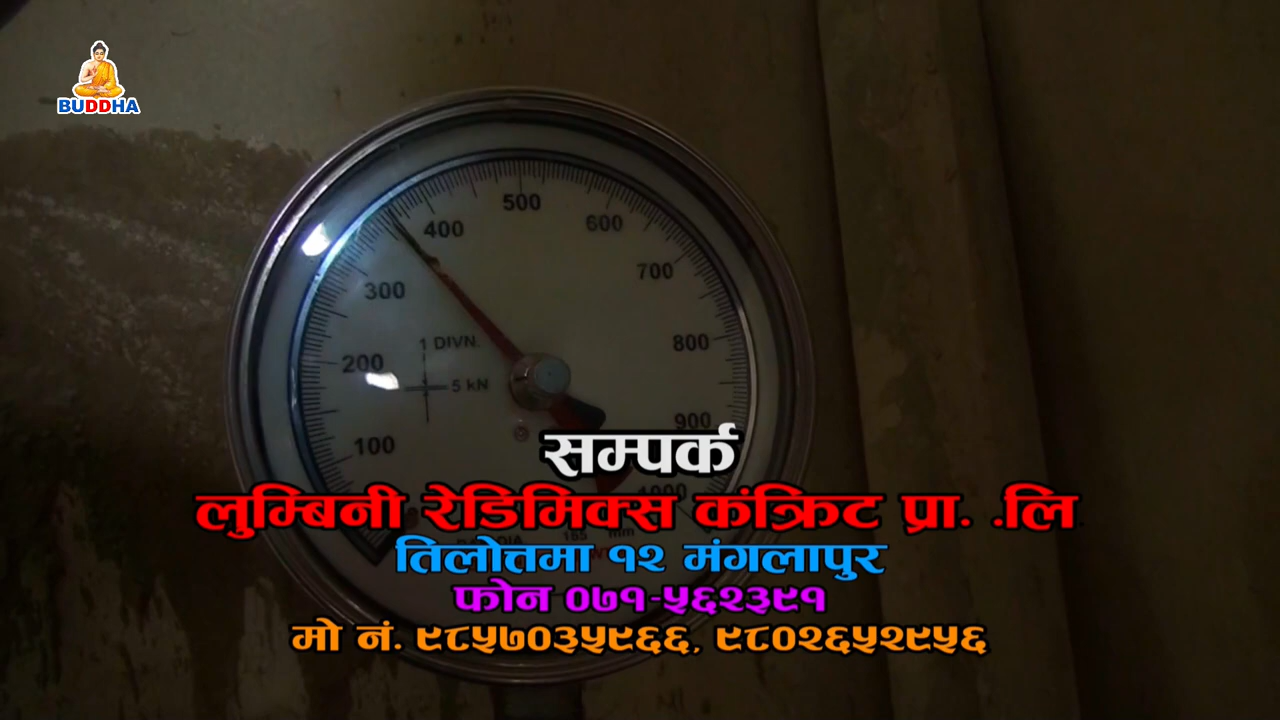 BUDDHA
500
400
600
700
300
1 DIVN.
800
200
5 kN
900
100
सम्पर्क
1000
लुम्बिनी रेडिमिक्स कंक्रिट प्रा. .लि
तिलोत्तमा १२ मंगलापुर
फोन ०७१-५६२३९१
मो नं. ९८५७०३५९६६, ९८०२६५२९५६